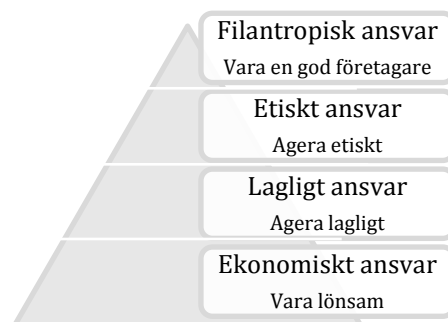 Filantropisk ansvar
Vara en god företagare
Etiskt ansvar
Agera etiskt
Lagligt ansvar
Agera lagligt
Ekonomiskt ansvar
Vara lönsam